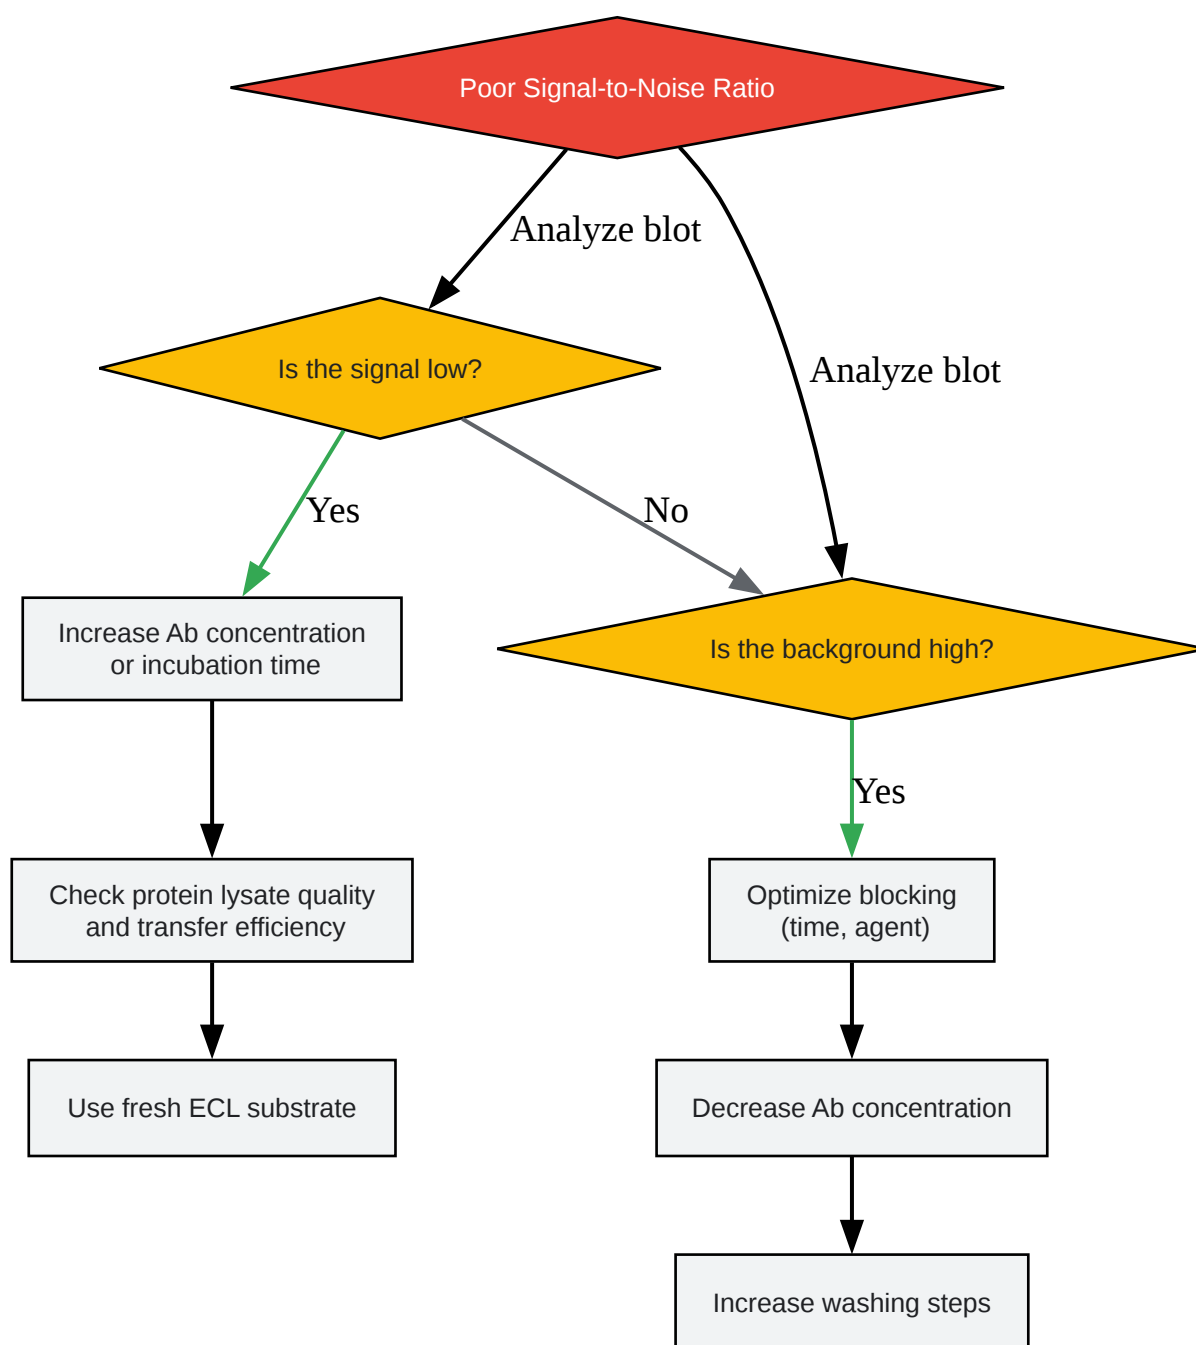 Poor Signal-to-Noise Ratio
Analyze blot
Is the signal low?
Analyze blot
Yes
No
Increase Ab concentration
or incubation time
Is the background high?
Yes
Check protein lysate quality
and transfer efficiency
Optimize blocking
(time, agent)
Use fresh ECL substrate
Decrease Ab concentration
Increase washing steps